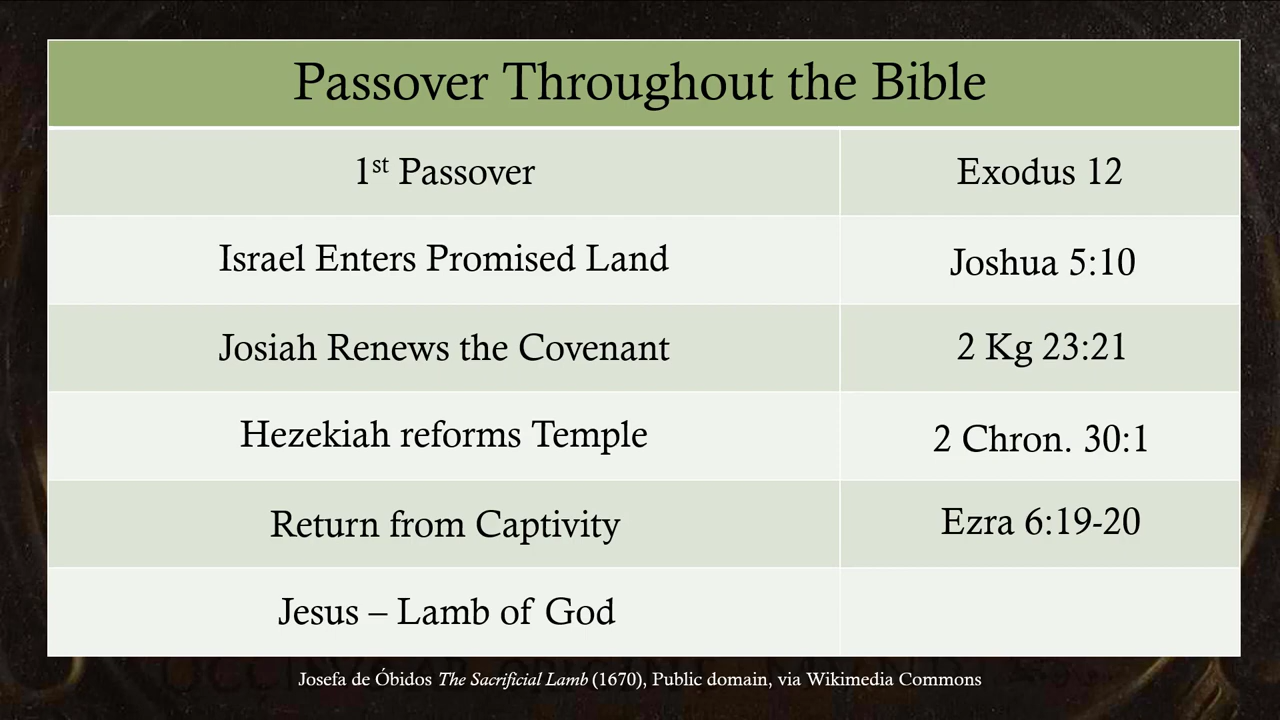 Passover Throughout the Bible
1st Passover
Exodus 12
Israel Enters Promised Land
Joshua 5:10
Josiah Renews the Covenant
2 Kg 23:21
Hezekiah reforms Temple
2 Chron. 30:1
Return from Captivity
Ezra 6:19-20
Jesus – Lamb of God
Josefa de Óbidos The Sacrificial Lamb (1670), Public domain, via Wikimedia Commons